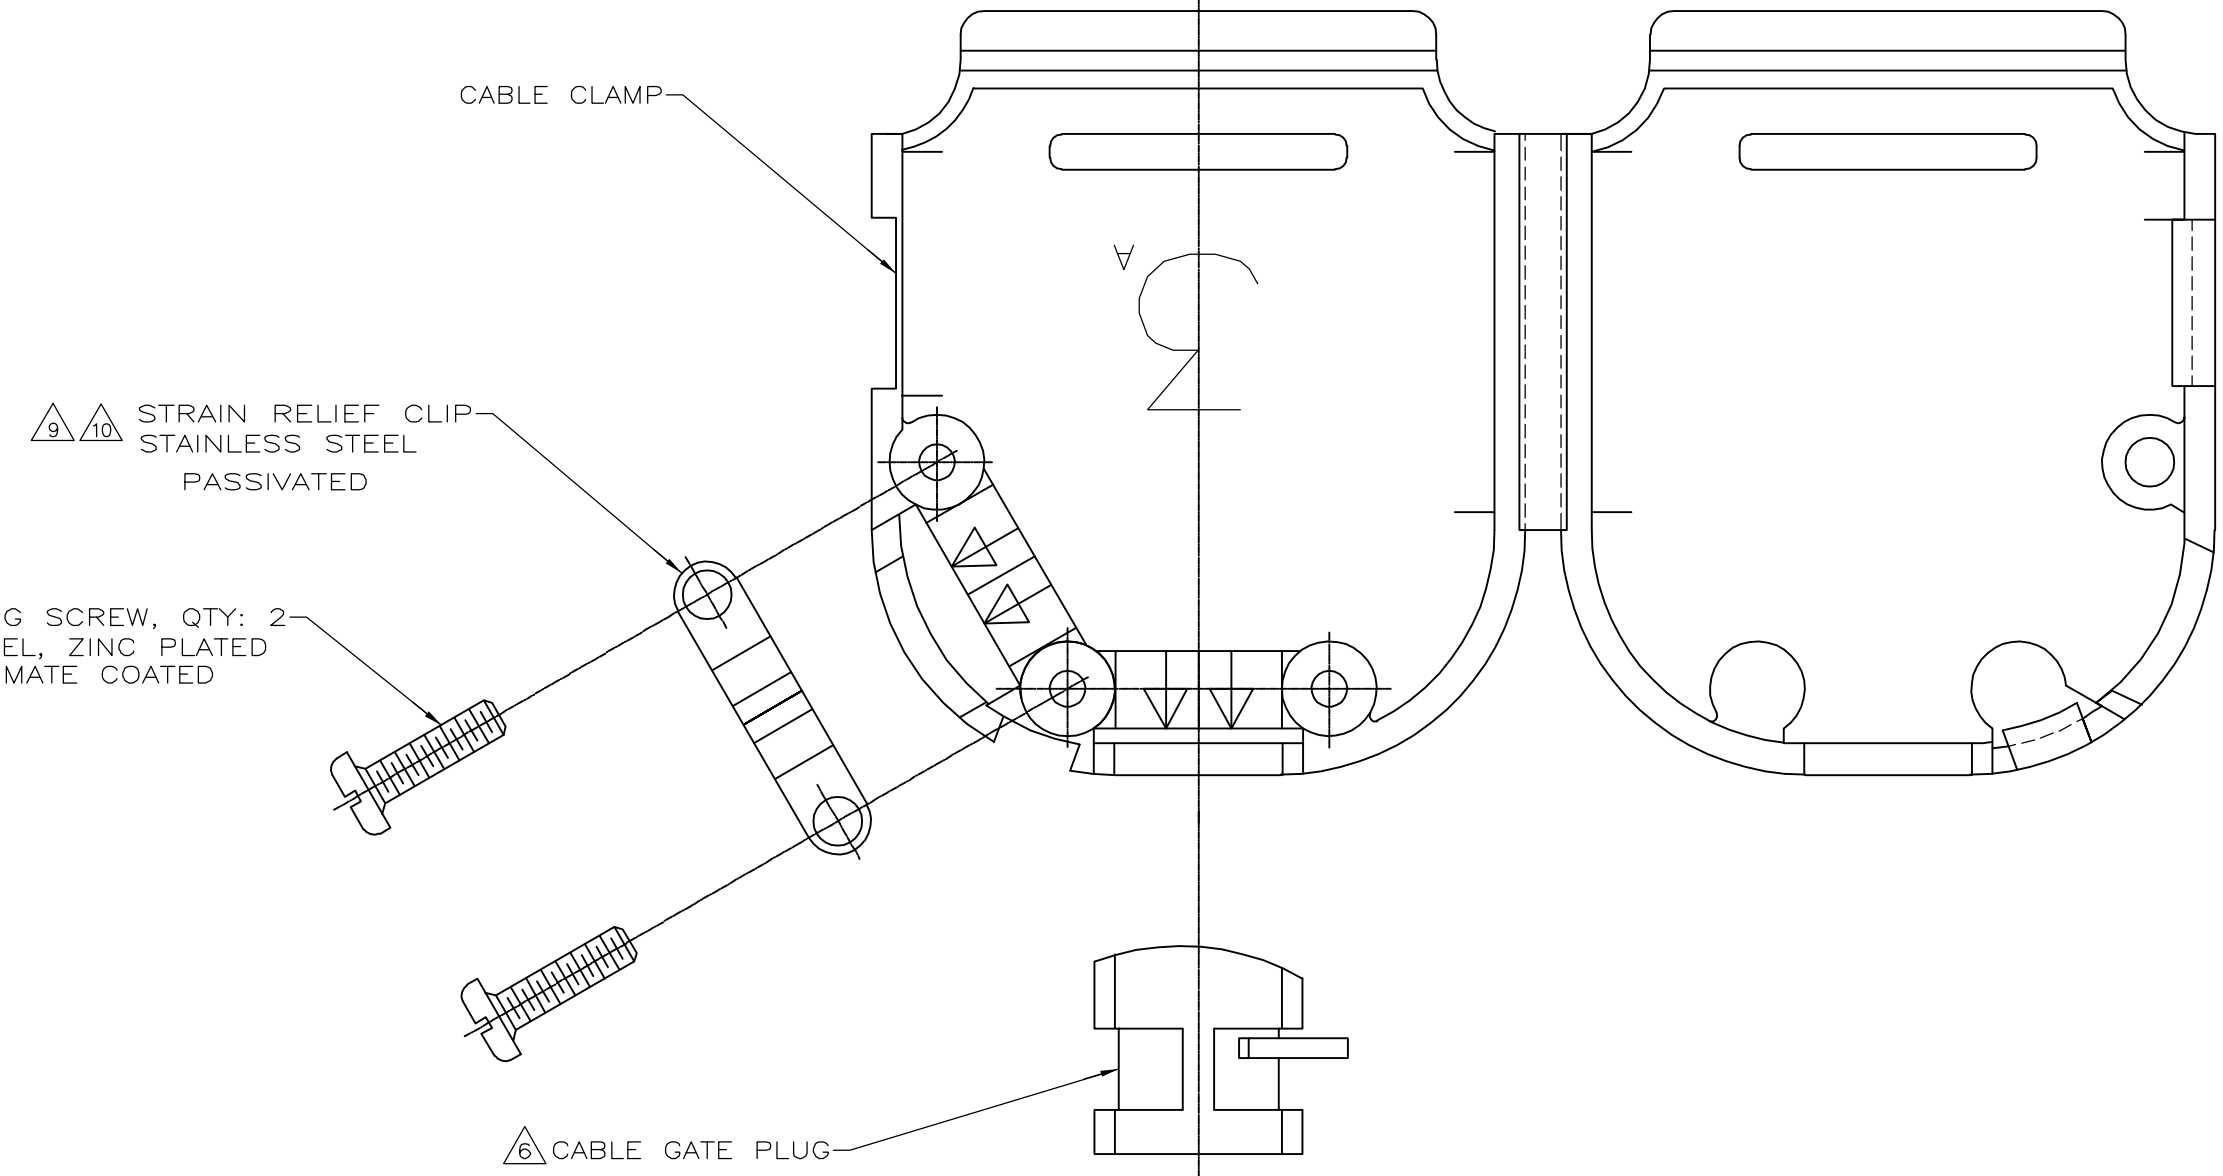 CABLE CLAMP
9 10 STRAIN RELIEF CLIP
STAINLESS STEEL
PASSIVATED
G SCREW, QTY: 2
EL, ZINC PLATED
MATE COATED
A
2
6 CABLE GATE PLUG